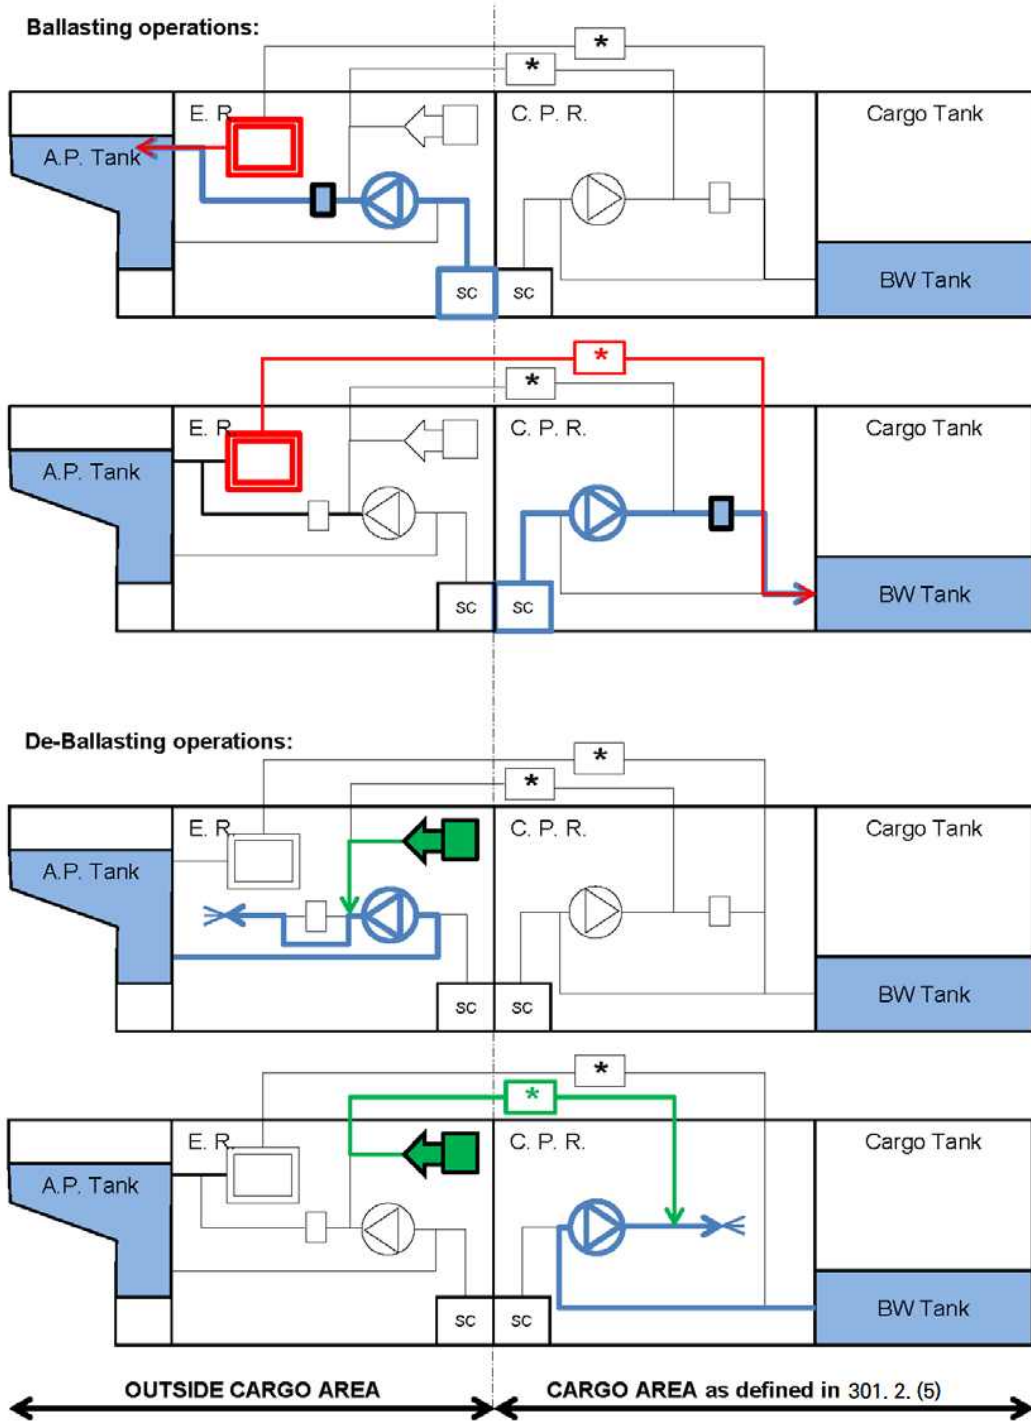 Ballasting operations:
*
*
E. R.
C. P. R.
Cargo Tank
A.P. Tank
BW Tank
SC
SC
*
*
E. R.
C. P. R.
Cargo Tank
A.P. Tank
BW Tank
SC
SC
De-Ballasting operations:
*
*
E. R.
C. P. R.
Cargo Tank
A.P. Tank
BW Tank
SC
SC
*
*
E. R.
C. P. R.
Cargo Tank
A.P. Tank
BW Tank
SC
SC
OUTSIDE CARGO AREA
CARGO AREA as defined in 301. 2. (5)